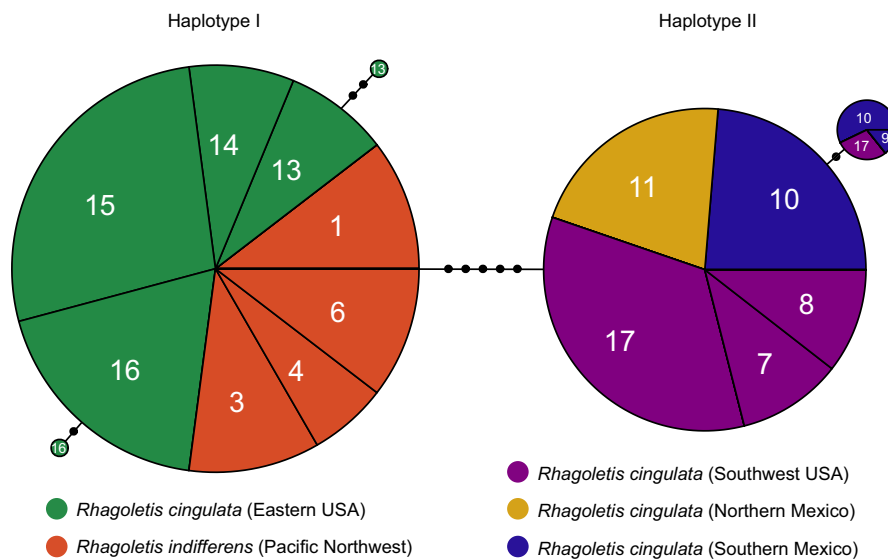 Haplotype I
Haplotype II
13
10
9
17
14
13
15
1
11
10
6
8
17
7
16
4
3
16
Rhagoletis cingulata (Southwest USA)
Rhagoletis cingulata (Eastern USA)
Rhagoletis cingulata (Northern Mexico)
Rhagoletis indifferens (Pacific Northwest)
Rhagoletis cingulata (Southern Mexico)